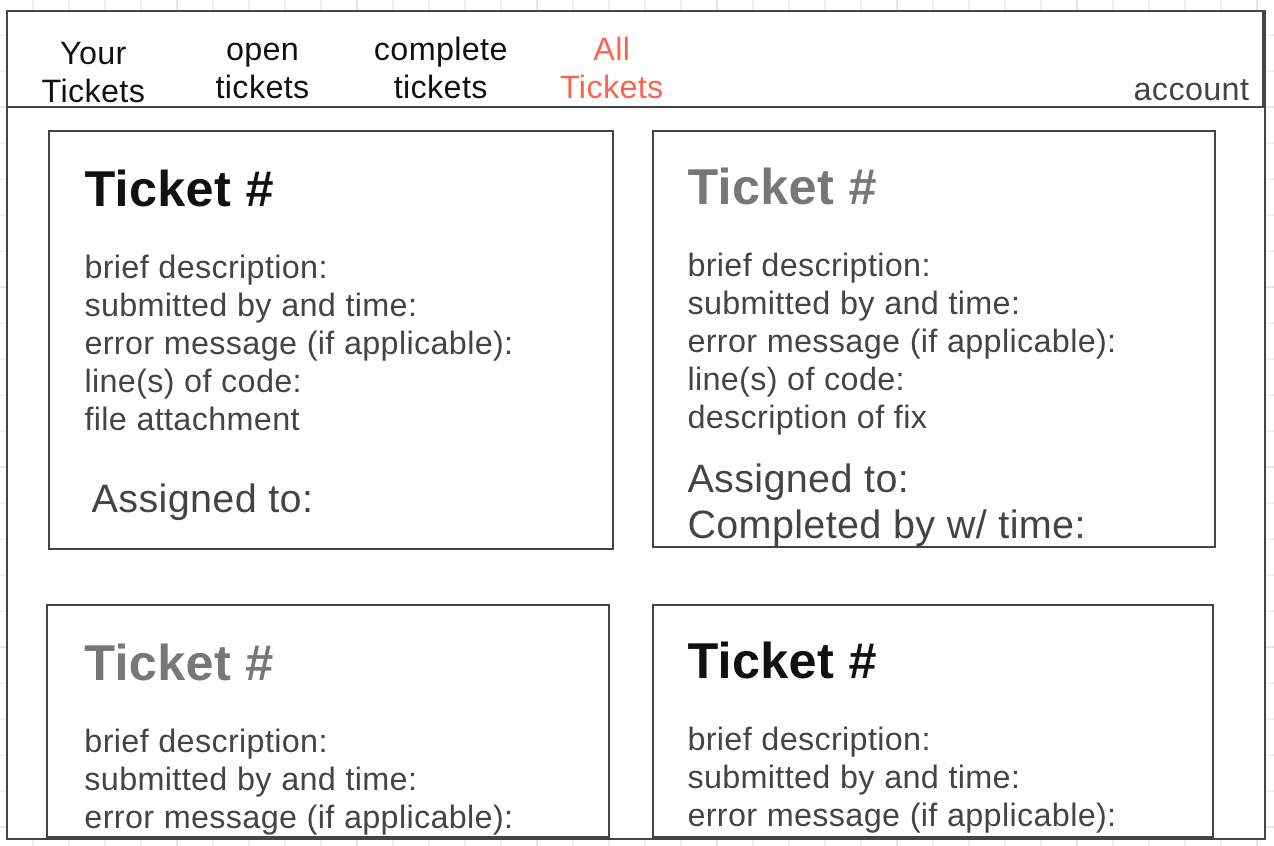 Your
Tickets
open
tickets
complete
tickets
All
Tickets
account
Ticket #
brief description:
submitted by and time:
error message (if applicable):
line(s) of code:
file attachment
Assigned to:
Ticket #
brief description:
submitted by and time:
error message (if applicable):
line(s) of code:
description of fix
Assigned to:
Completed by w/ time:
Ticket #
brief description:
submitted by and time:
error message (if applicable):
Ticket #
brief description:
submitted by and time:
error message (if applicable):